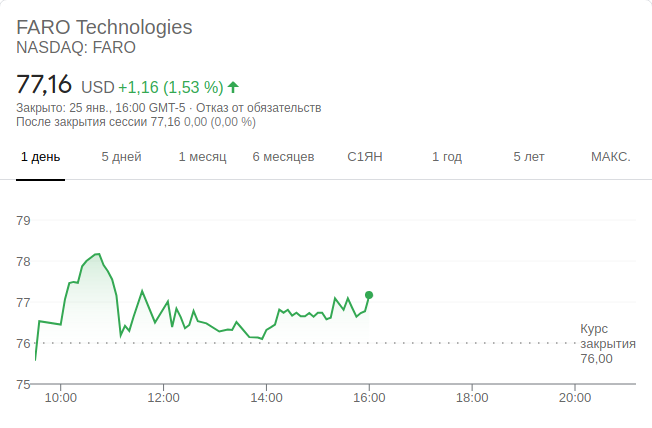 FARO Technologies
NASDAQ: FARO
77,16 USD +1,16 (1,53 %)
Закрыто: 25 янв., 16:00 GMT-5 · Отказ от обязательств
После закрытия сессии 77,16 0,00 (0,00 %)
1 день 5 дней 1 месяц 6 месяцев С1ЯН 1 год 5 лет МАКС.
79
78
77
76
75
Курс
закрытия
76,00
10:00 12:00 14:00 16:00 18:00 20:00